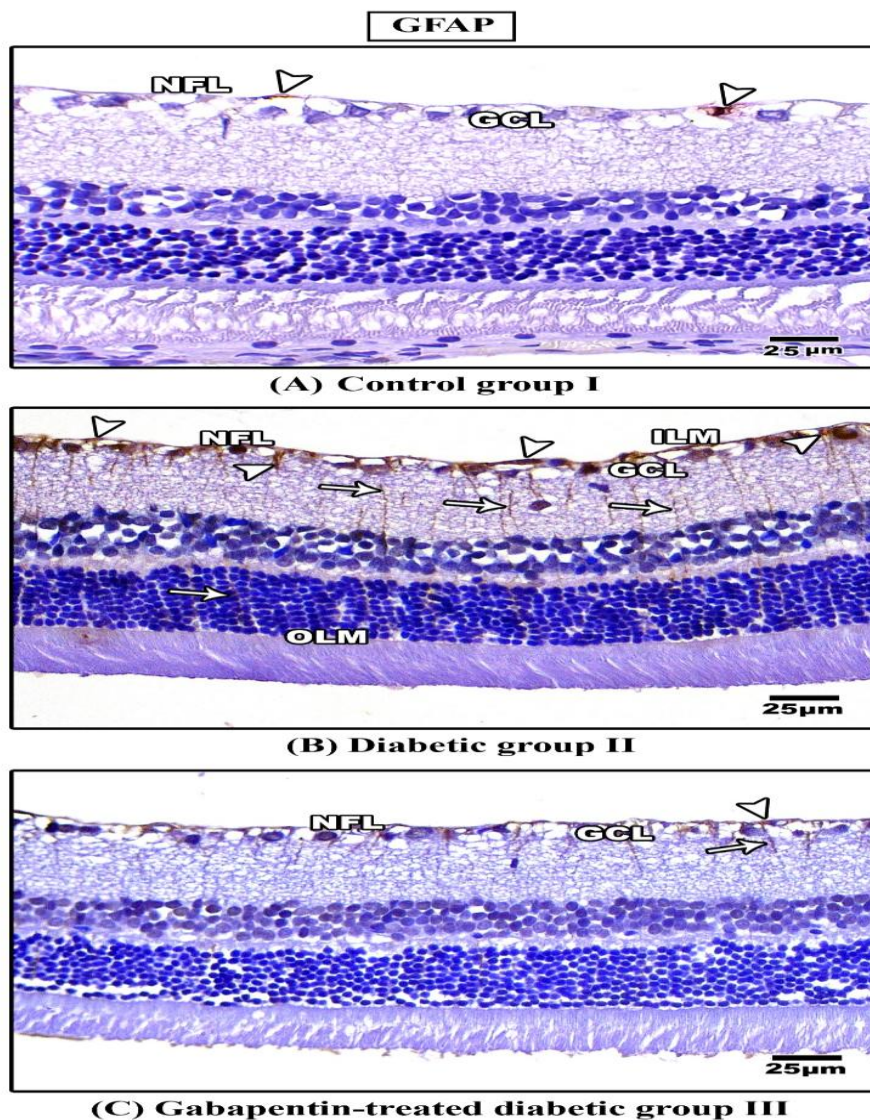 GFAP
NFL
GCL
25 µm
(A) Control group I
NFL
ILM
GCL
OLM
25µm
(B) Diabetic group II
NFL
GCL
25µm
(C) Gabapentin-treated diabetic group III